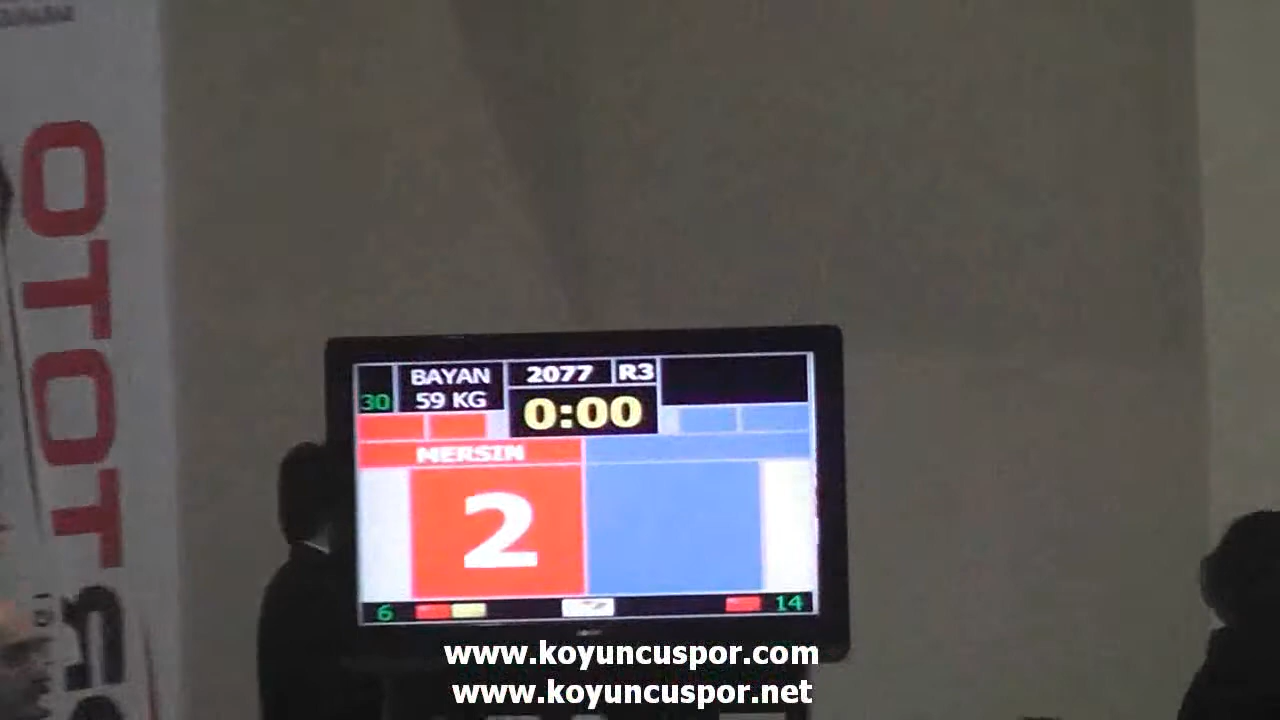 OTOT
BAYAN
59 KG
2077
R3
30
0:00
MERSIN
2
6
14
www.koyuncuspor.com
www.koyuncuspor.net